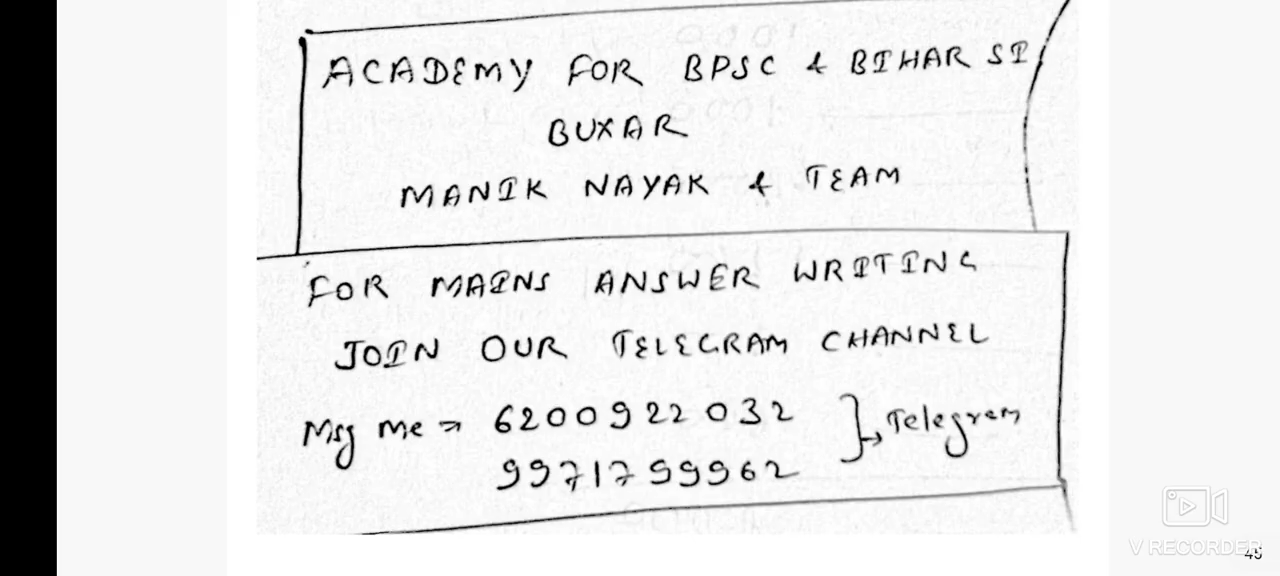 ACADEMY FOR BPSC & BIHAR SI
BUXAR
MANIK NAYAK & TEAM
FOR MAINS ANSWER WRITING
JOIN OUR TELEGRAM CHANNEL
Msg Me => 6200922032
9971799962
} → Telegram
V RECORDER
45